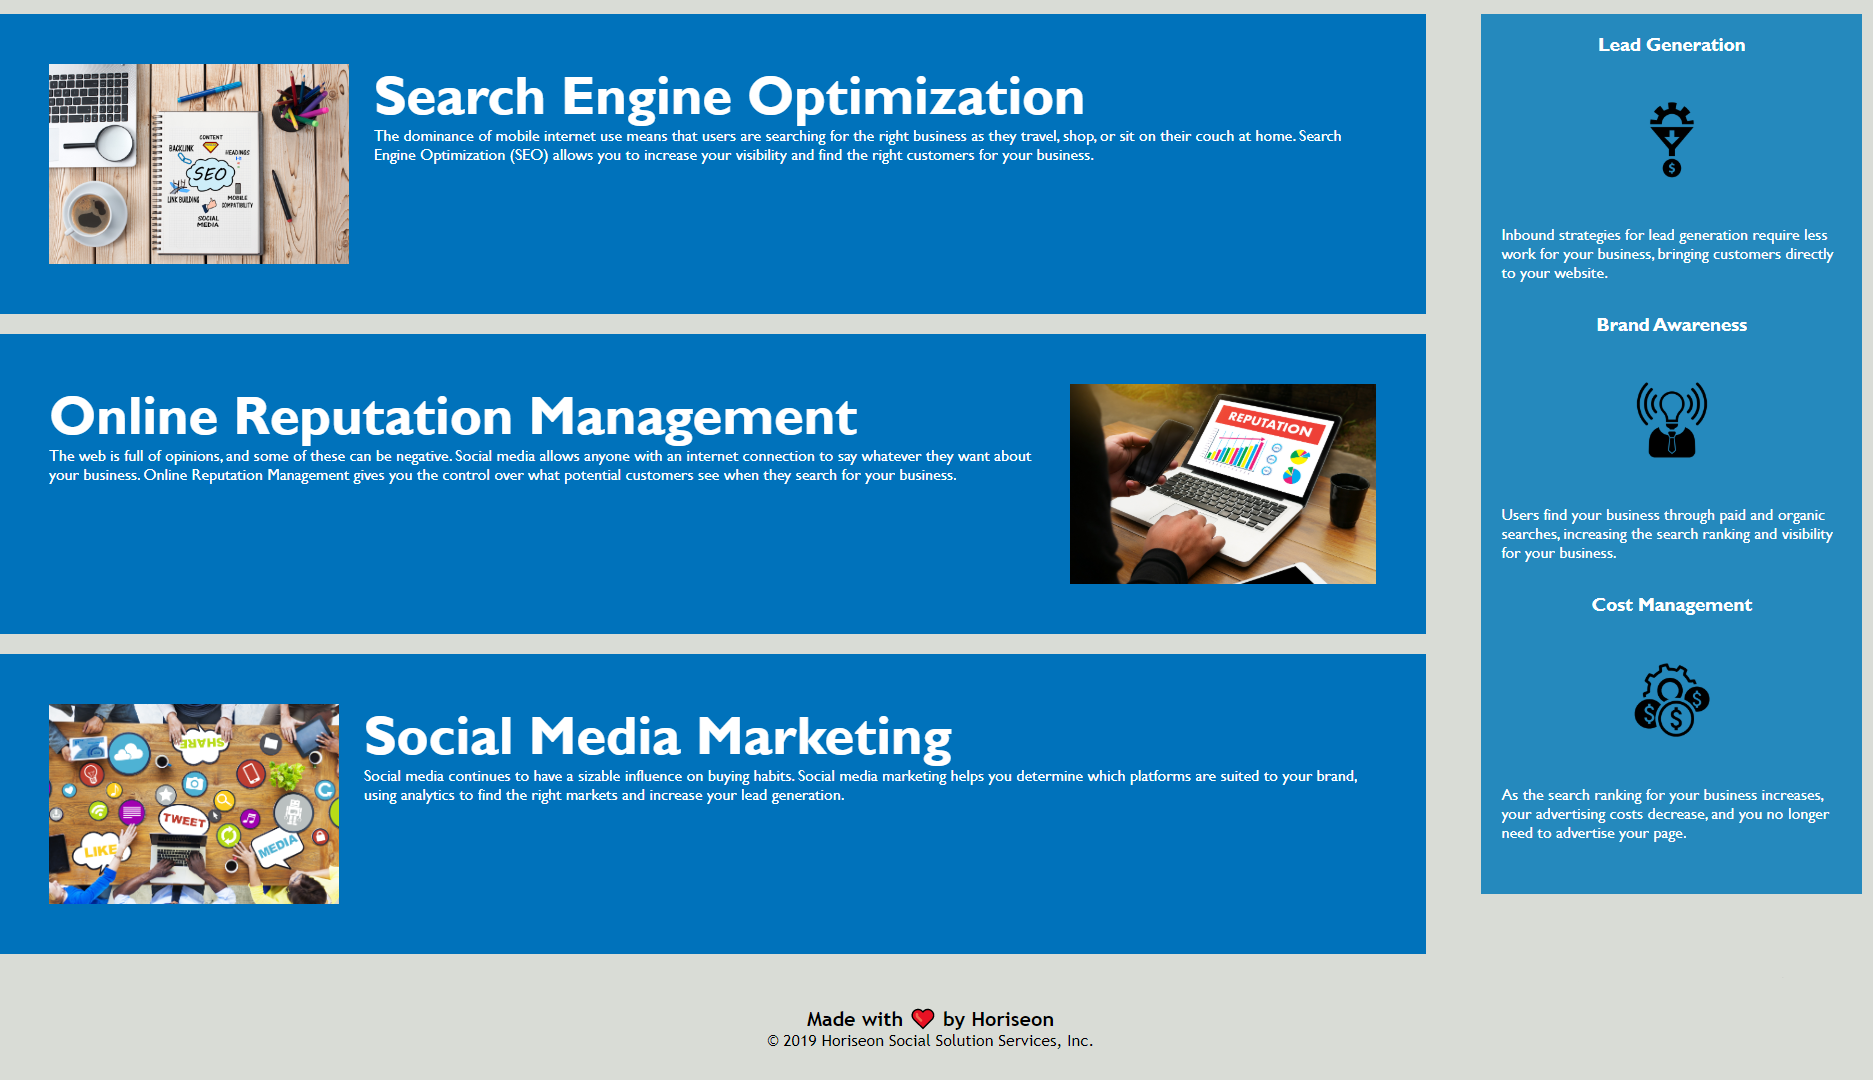 Search Engine Optimization
The dominance of mobile internet use means that users are searching for the right business as they travel, shop, or sit on their couch at home. Search
Engine Optimization (SEO) allows you to increase your visibility and find the right customers for your business.
CONTENT
BACKLINK
HEADINGS
SEO
LINK BUILDING
MOBILE
COMPATIBILITY
SOCIAL
MEDIA
Online Reputation Management
The web is full of opinions, and some of these can be negative. Social media allows anyone with an internet connection to say whatever they want about
your business. Online Reputation Management gives you the control over what potential customers see when they search for your business.
REPUTATION
Social Media Marketing
Social media continues to have a sizable influence on buying habits. Social media marketing helps you determine which platforms are suited to your brand,
using analytics to find the right markets and increase your lead generation.
SHARE
TWEET
LIKE
MEDIA
Lead Generation
$
Inbound strategies for lead generation require less
work for your business, bringing customers directly
to your website.
Brand Awareness
Users find your business through paid and organic
searches, increasing the search ranking and visibility
for your business.
Cost Management
$ $ $
As the search ranking for your business increases,
your advertising costs decrease, and you no longer
need to advertise your page.
Made with ❤️ by Horiseon
© 2019 Horiseon Social Solution Services, Inc.